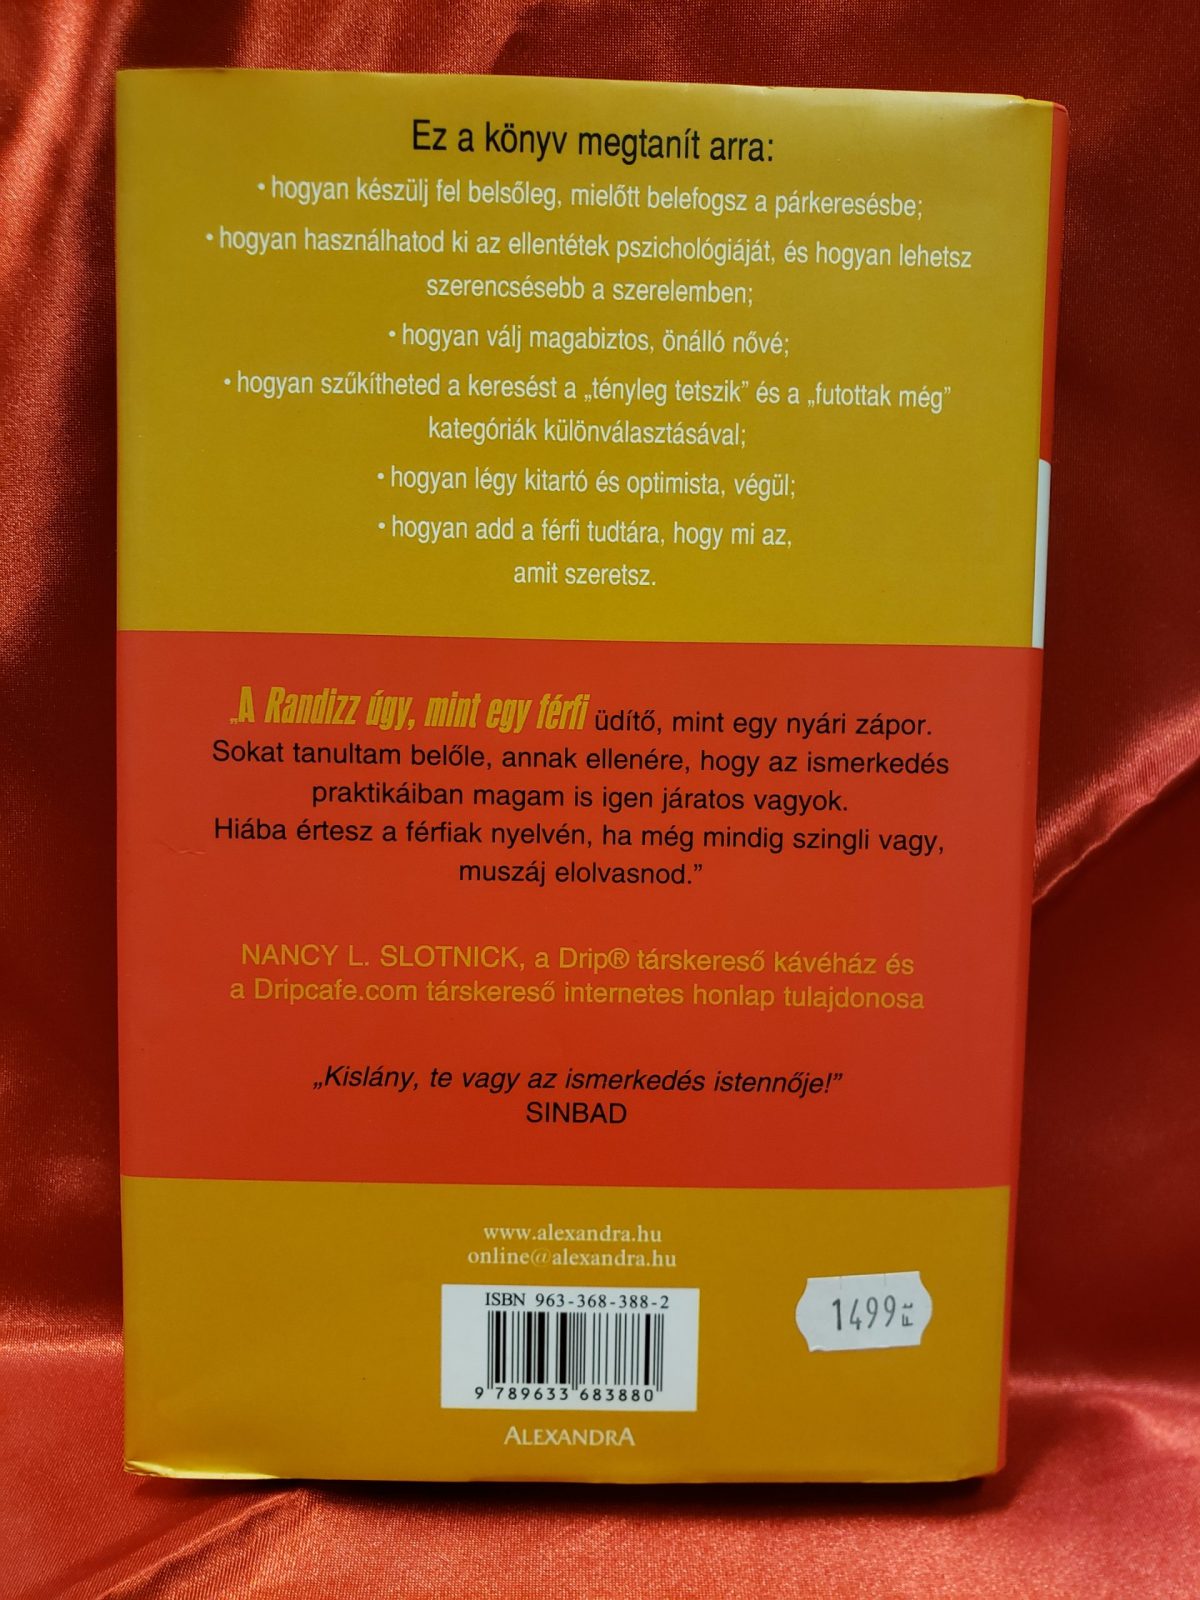 Ez a könyv megtanít arra:
• hogyan készülj fel belsőleg, mielőtt belefogsz a párkeresésbe;
• hogyan használhatod ki az ellentétek pszichológiáját, és hogyan lehetsz
szerencsésebb a szerelemben;
• hogyan válj magabiztos, önálló nővé;
• hogyan szűkítheted a keresést a „tényleg tetszik” és a „futottak még”
kategóriák különválasztásával;
• hogyan légy kitartó és optimista, végül;
• hogyan add a férfi tudtára, hogy mi az,
amit szeretsz.
„A Randizz úgy, mint egy férfi üdítő, mint egy nyári zápor.
Sokat tanultam belőle, annak ellenére, hogy az ismerkedés
praktikáiban magam is igen járatos vagyok.
Hiába értesz a férfiak nyelvén, ha még mindig szingli vagy,
muszáj elolvasnod.”
NANCY L. SLOTNICK, a Drip® társkereső kávéház és
a Dripcafe.com társkereső internetes honlap tulajdonosa
„Kislány, te vagy az ismerkedés istennője!”
SINBAD
www.alexandra.hu
online@alexandra.hu
ISBN 963-368-388-2
9 789633 683880
1499 Ft
ALEXANDRA